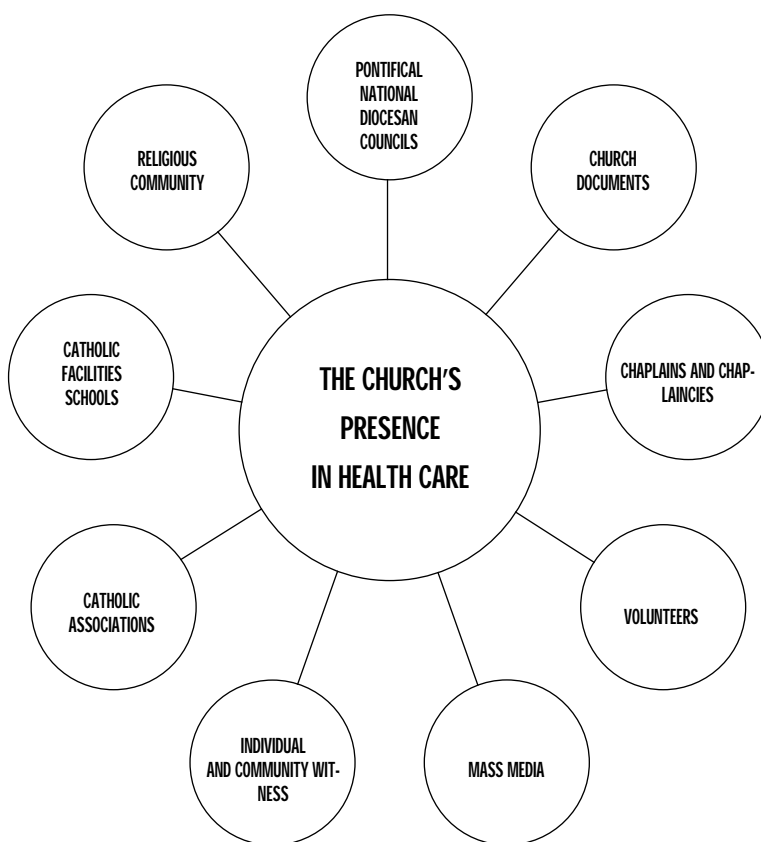 PONTIFICAL
NATIONAL
DIOCESAN
COUNCILS
RELIGIOUS
COMMUNITY
CHURCH
DOCUMENTS
CATHOLIC
FACILITIES
SCHOOLS
THE CHURCH'S
PRESENCE
IN HEALTH CARE
CHAPLAINS AND CHAP-
LAINCIES
CATHOLIC
ASSOCIATIONS
VOLUNTEERS
INDIVIDUAL
AND COMMUNITY WIT-
NESS
MASS MEDIA